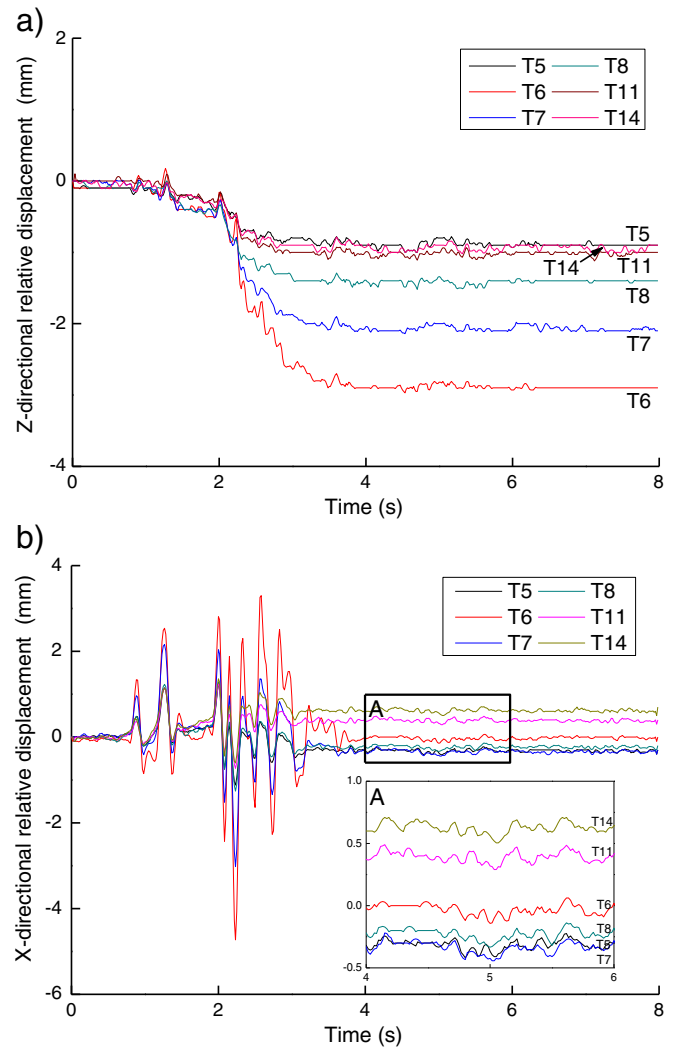 a)
2
0
-2
-4
Z-directional relative displacement (mm)
T5 T8
T6 T11
T7 T14
T5
T14 T11
T8
T7
T6
0 2 4 6 8
Time (s)
b)
4
2
0
-2
-4
-6
X-directional relative displacement (mm)
T5 T8
T6 T11
T7 T14
A
A
1.0
0.5
0.0
-0.5
T14
T11
T6
T8
T5
T7
4 5 6
0 2 4 6 8
Time (s)